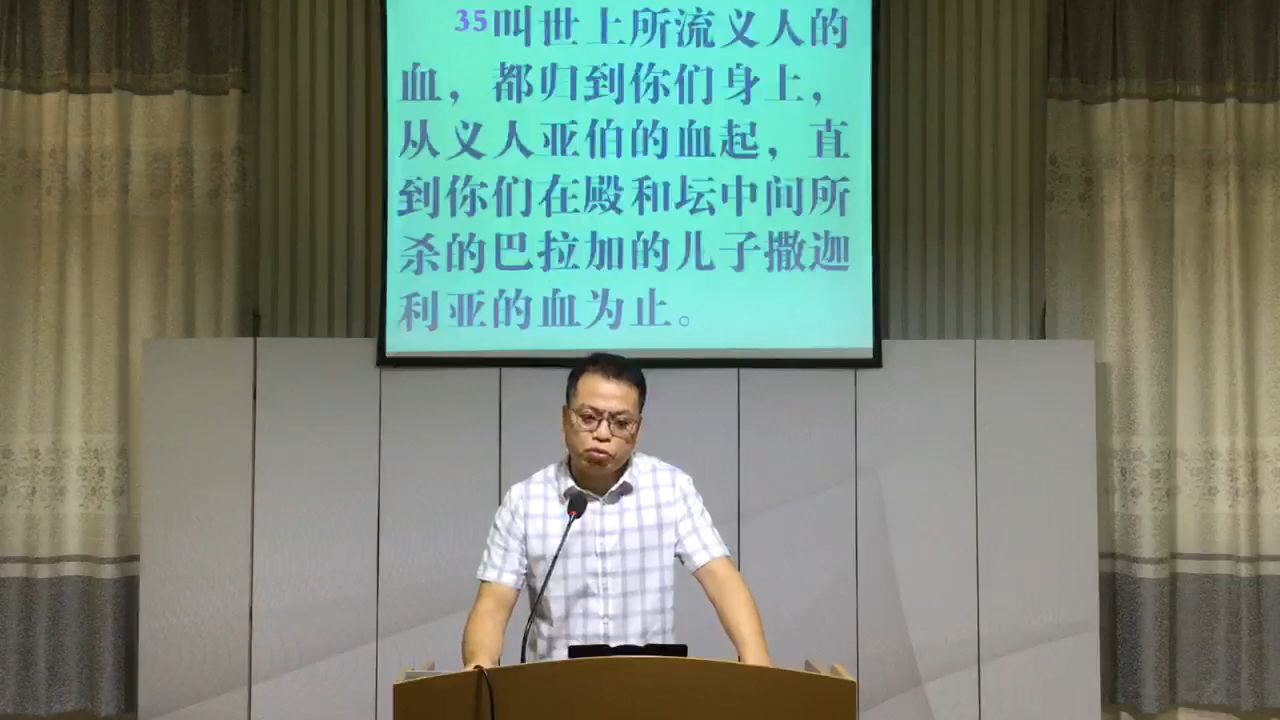 35叫世上所流义人的
血，都归到你们身上，
从义人亚伯的血起，直
到你们在殿和坛中间所
杀的巴拉加的儿子撒迦
利亚的血为止。